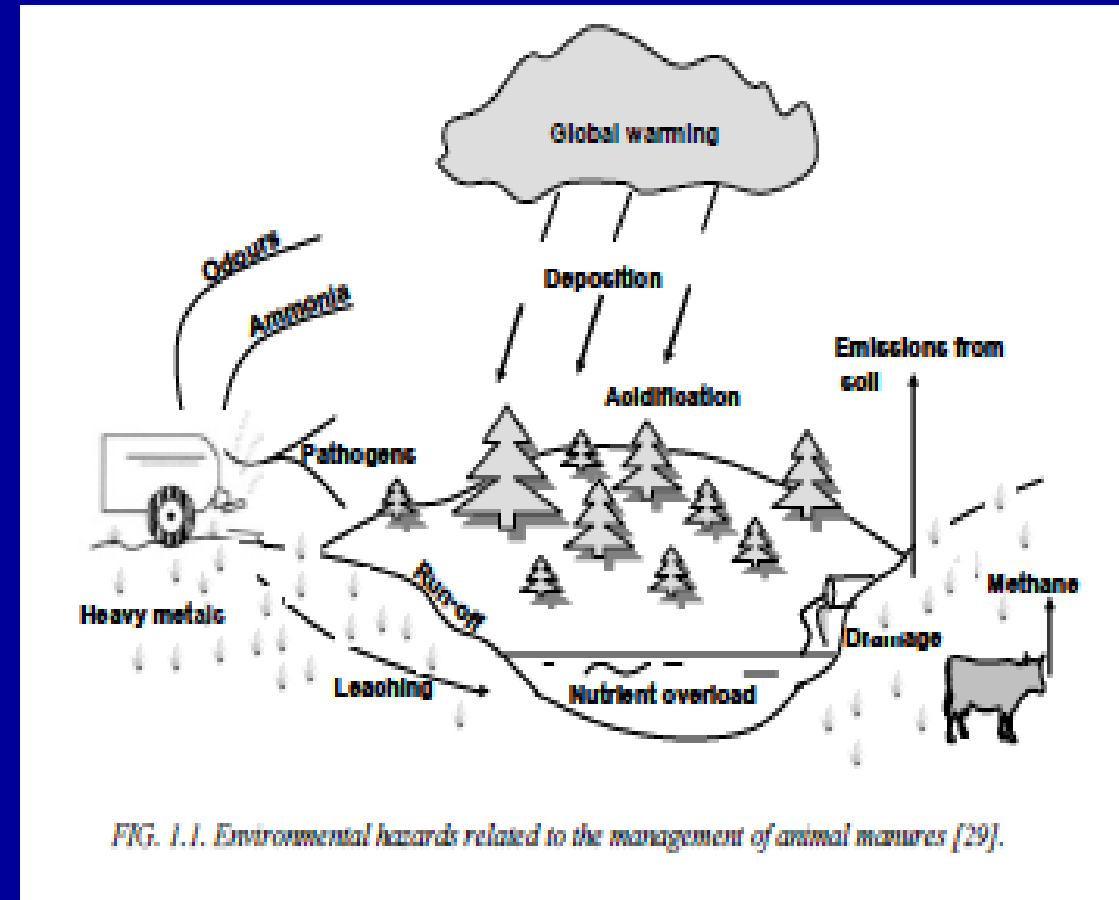 Global warming
Odours
Deposition
Ammonia
Emissions from
soil
Acidification
Pathogens
Run-off
Methane
Heavy metals
Drainage
Leaching
Nutrient overload
FIG. 1.1. Environmental hazards related to the management of animal manures [29].